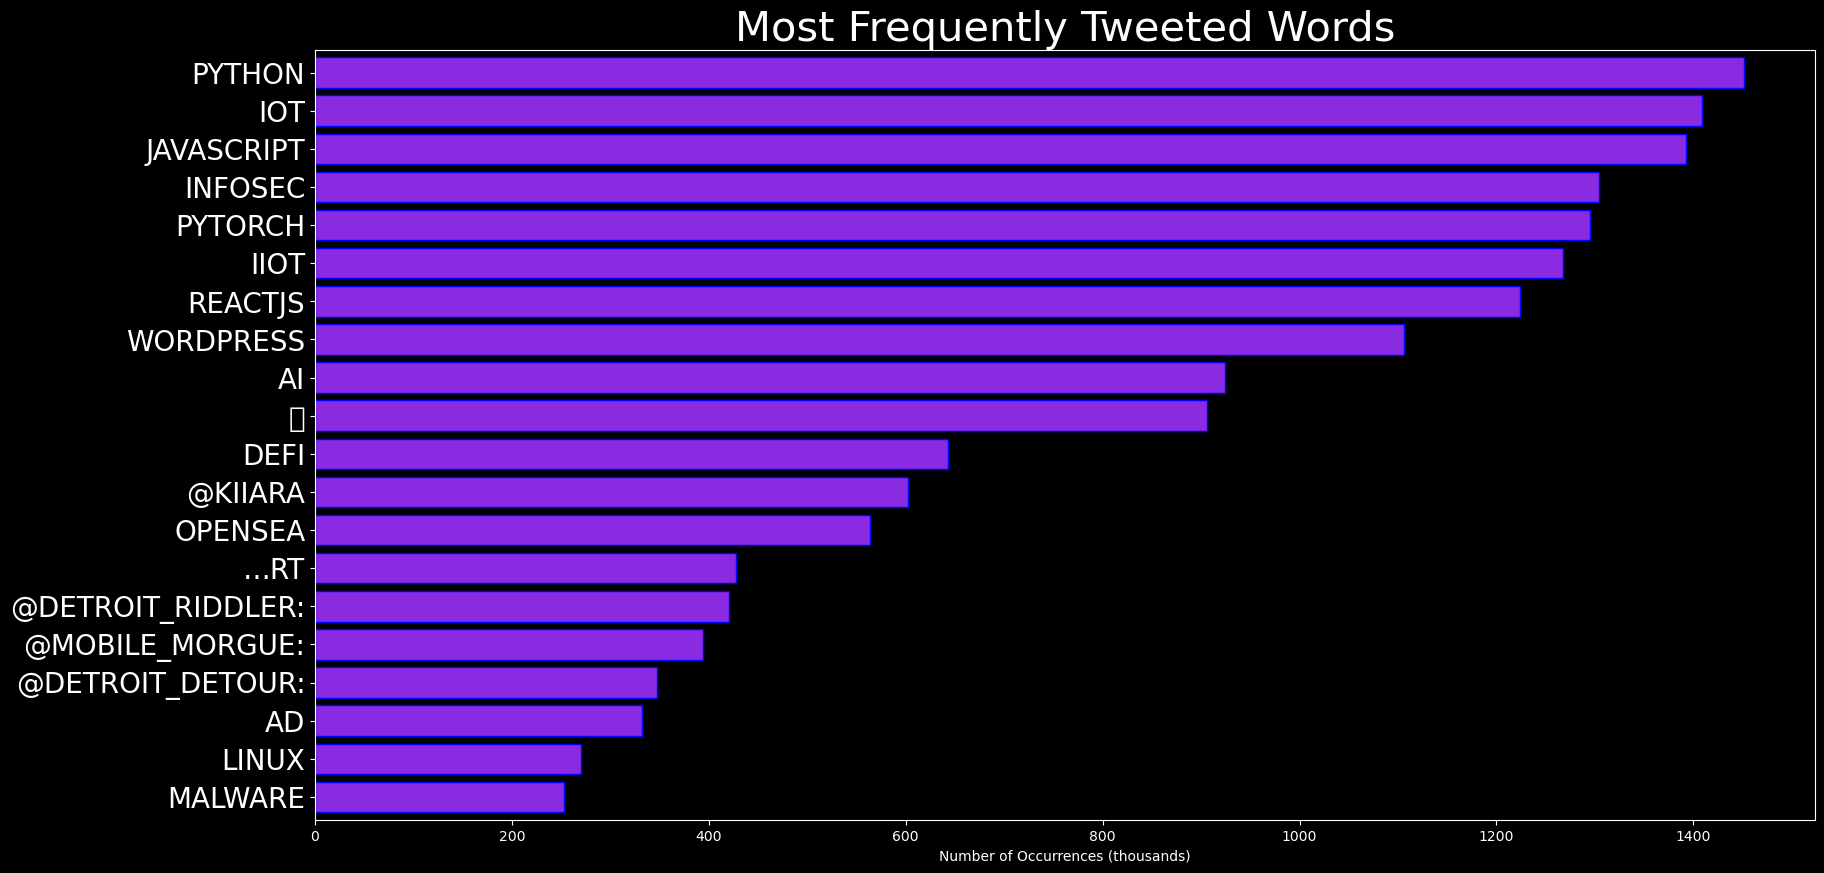 Most Frequently Tweeted Words
PYTHON
IOT
JAVASCRIPT
INFOSEC
PYTORCH
IIOT
REACTJS
WORDPRESS
AI
DEFI
@KIIARA
OPENSEA
…RT
@DETROIT_RIDDLER:
@MOBILE_MORGUE:
@DETROIT_DETOUR:
AD
LINUX
MALWARE
0 200 400 600 800 1000 1200 1400
Number of Occurrences (thousands)